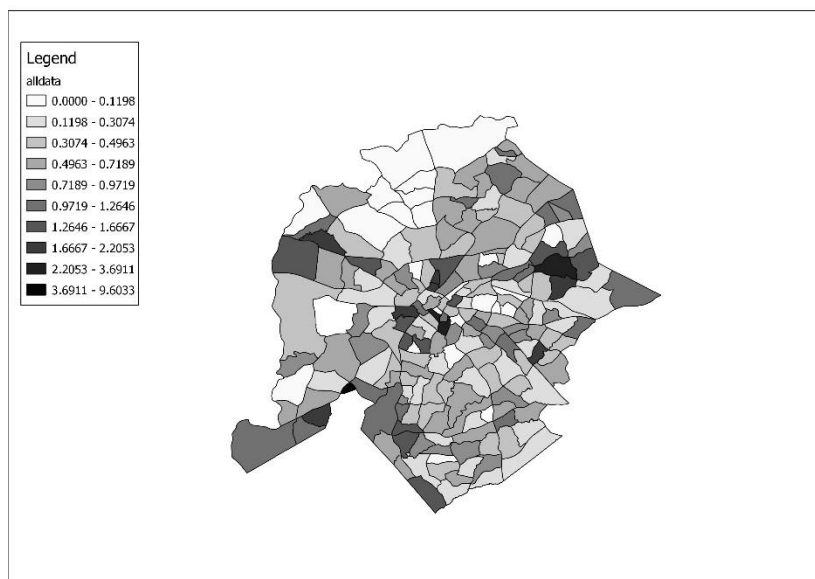 Legend
alldata
0.0000 - 0.1198
0.1198 - 0.3074
0.3074 - 0.4963
0.4963 - 0.7189
0.7189 - 0.9719
0.9719 - 1.2646
1.2646 - 1.6667
1.6667 - 2.2053
2.2053 - 3.6911
3.6911 - 9.6033